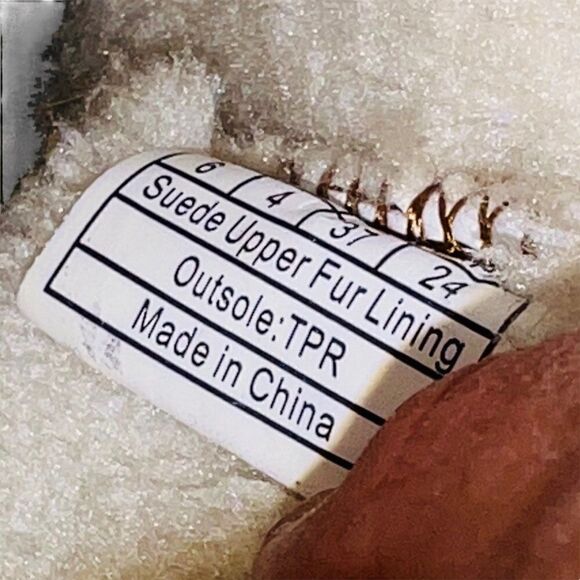 6 4 37 24
Suede Upper Fur Lining
Outsole:TPR
Made in China